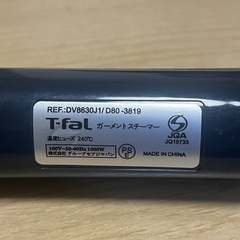 REF.:DV8630J1/D80-3819
T-faL ガーメントスチーマー
温度ヒューズ 240℃
100V~50-60Hz 1000W
株式会社 グループセブジャパン
PS
E
JQA
JQ10733
MADE IN CHINA